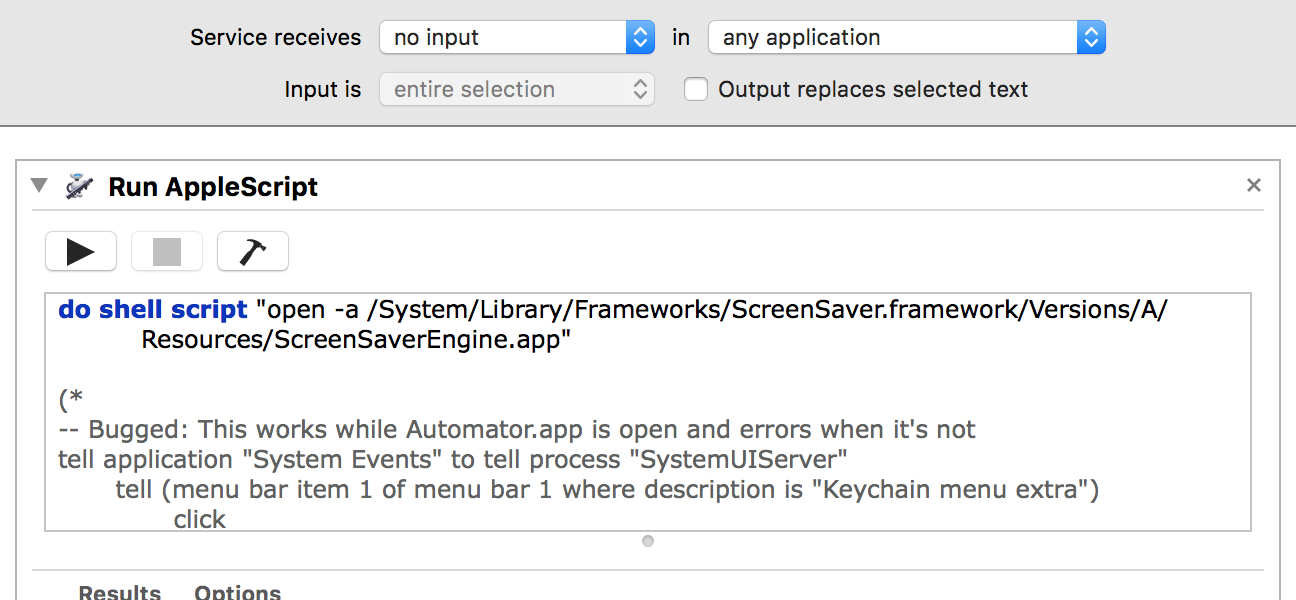 Service receives no input in any application
Input is entire selection Output replaces selected text
Run AppleScript
do shell script "open -a /System/Library/Frameworks/ScreenSaver.framework/Versions/A/
Resources/ScreenSaverEngine.app"
(*
-- Bugged: This works while Automator.app is open and errors when it's not
tell application "System Events" to tell process "SystemUIServer"
tell (menu bar item 1 of menu bar 1 where description is "Keychain menu extra")
click
Results Options